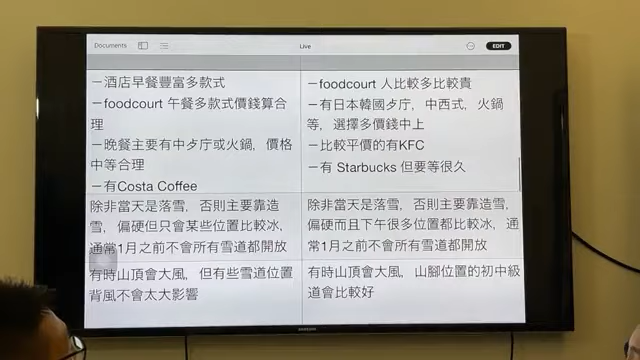 Documents
Live
EDIT
－酒店早餐豐富多款式
－foodcourt 午餐多款式價錢算合
理
－晚餐主要有中歺庁或火鍋，價格
中等合理
－有Costa Coffee
－foodcourt 人比較多比較貴
－有日本韓國歺庁，中西式，火鍋
等，選擇多價錢中上
－比較平價的有KFC
－有 Starbucks 但要等很久
除非當天是落雪，否則主要靠造
雪，偏硬但只會某些位置比較冰，
通常1月之前不會所有雪道都開放
除非當天是落雪，否則主要靠造雪，
偏硬而且下午很多位置都比較冰，通
常1月之前不會所有雪道都開放
有時山頂會大風，但有些雪道位置
背風不會太大影響
有時山頂會大風，山腳位置的初中級
道會比較好
SAMSUNG